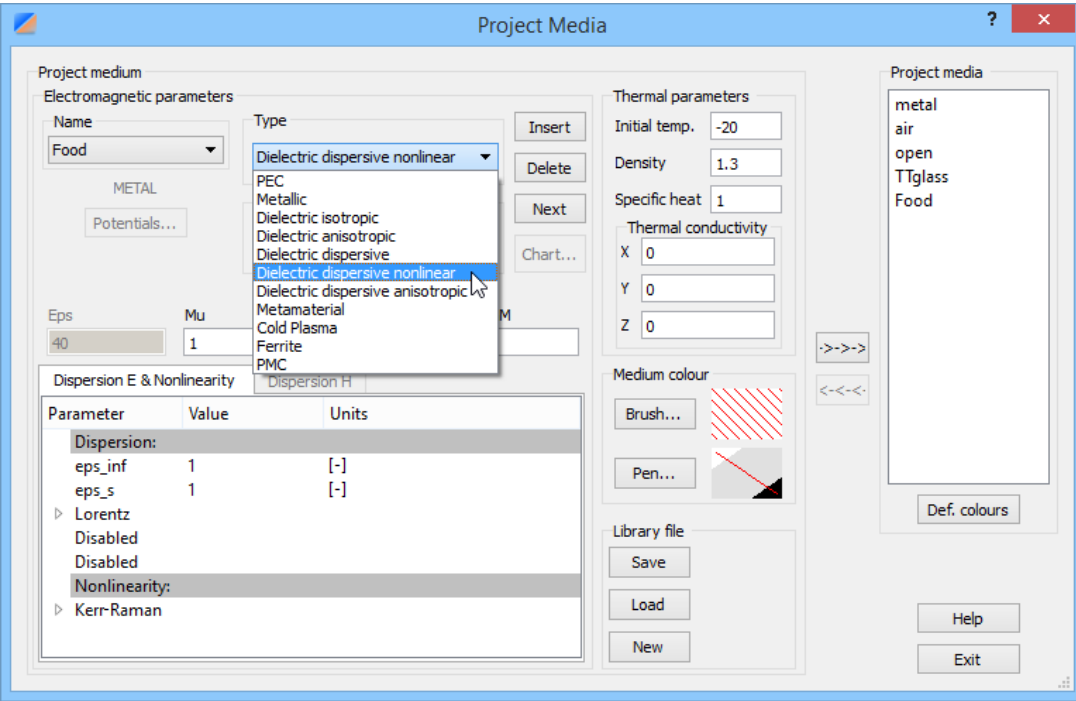 Project Media
?
Project medium
Electromagnetic parameters
Name
Food
METAL
Potentials...
Type
Dielectric dispersive nonlinear
PEC
Metallic
Dielectric isotropic
Dielectric anisotropic
Dielectric dispersive
Dielectric dispersive nonlinear
Dielectric dispersive anisotropic
Metamaterial
Cold Plasma
Ferrite
PMC
Insert
Delete
Next
Chart...
Eps
40
Mu
1
M
Dispersion E & Nonlinearity
Dispersion H
Parameter Value Units
Dispersion:
eps_inf 1 [-]
eps_s 1 [-]
Lorentz
Disabled
Disabled
Nonlinearity:
Kerr-Raman
Thermal parameters
Initial temp. -20
Density 1.3
Specific heat 1
Thermal conductivity
X 0
Y 0
Z 0
Medium colour
Brush...
Pen...
Library file
Save
Load
New
->->->
<-<-<-
Project media
metal
air
open
TTglass
Food
Def. colours
Help
Exit